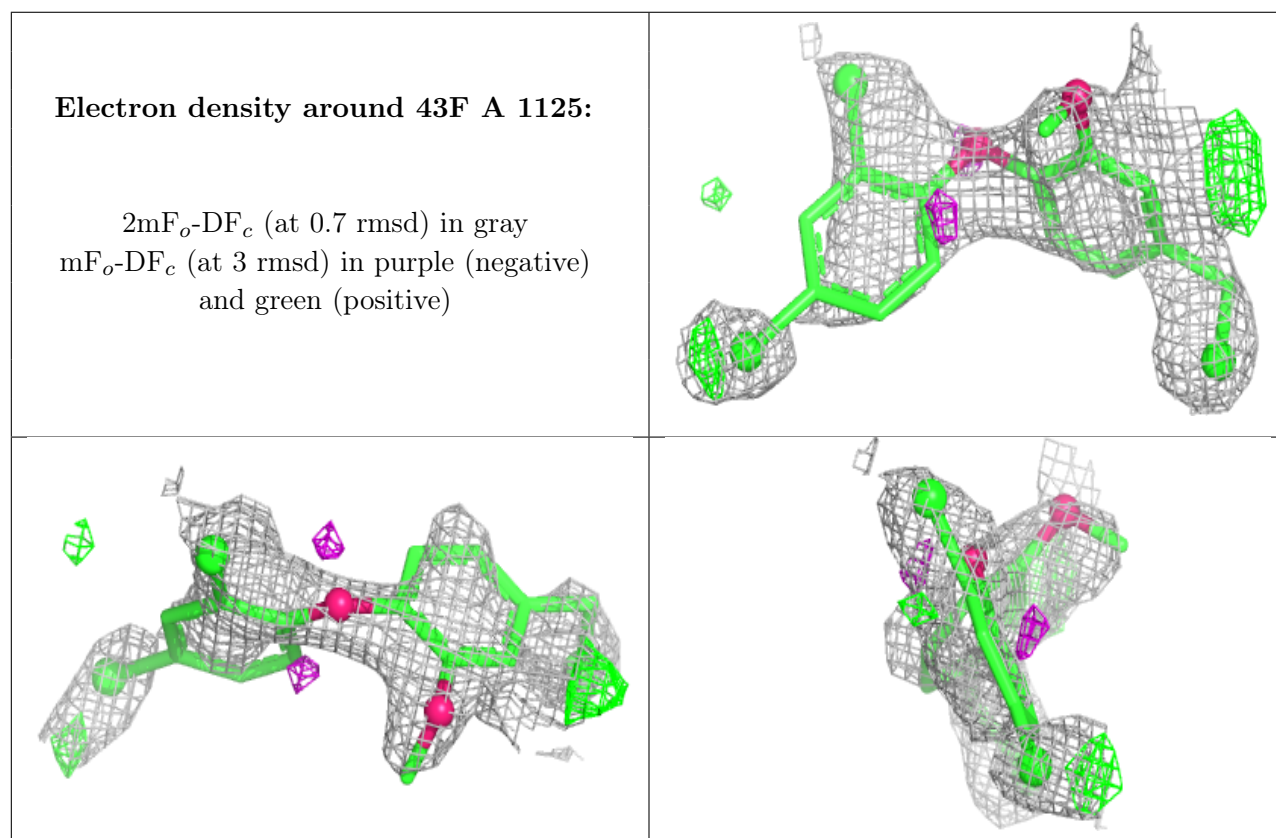 Electron density around 43F A 1125:
2mFo-DFc (at 0.7 rmsd) in gray
mFo-DFc (at 3 rmsd) in purple (negative)
and green (positive)